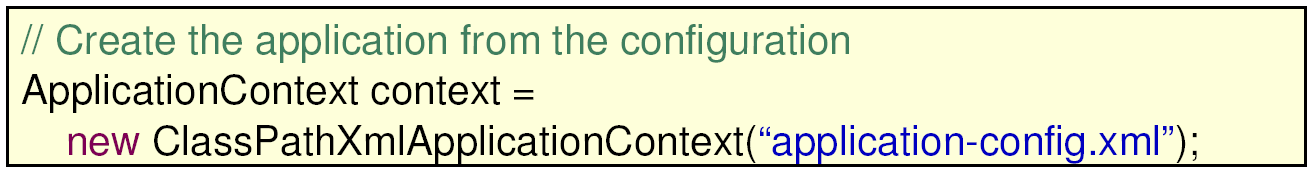 // Create the application from the configuration
ApplicationContext context =
new ClassPathXmlApplicationContext(“application-config.xml”);